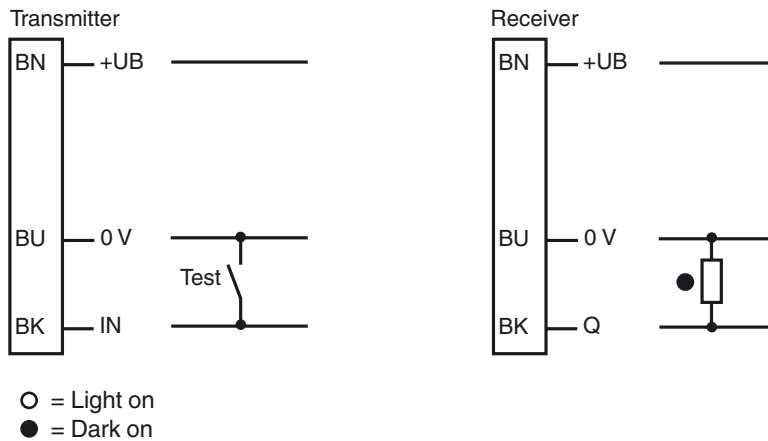 Transmitter
BN +UB
BU 0 V
Test
BK IN
Receiver
BN +UB
BU 0 V
BK Q
= Light on
= Dark on